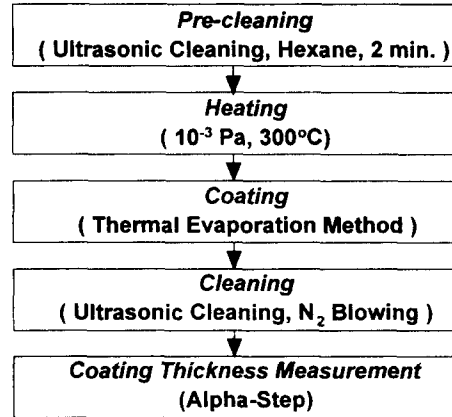 Pre-cleaning
( Ultrasonic Cleaning, Hexane, 2 min. )
Heating
( 10⁻³ Pa, 300°C)
Coating
( Thermal Evaporation Method )
Cleaning
( Ultrasonic Cleaning, N₂ Blowing )
Coating Thickness Measurement
(Alpha-Step)